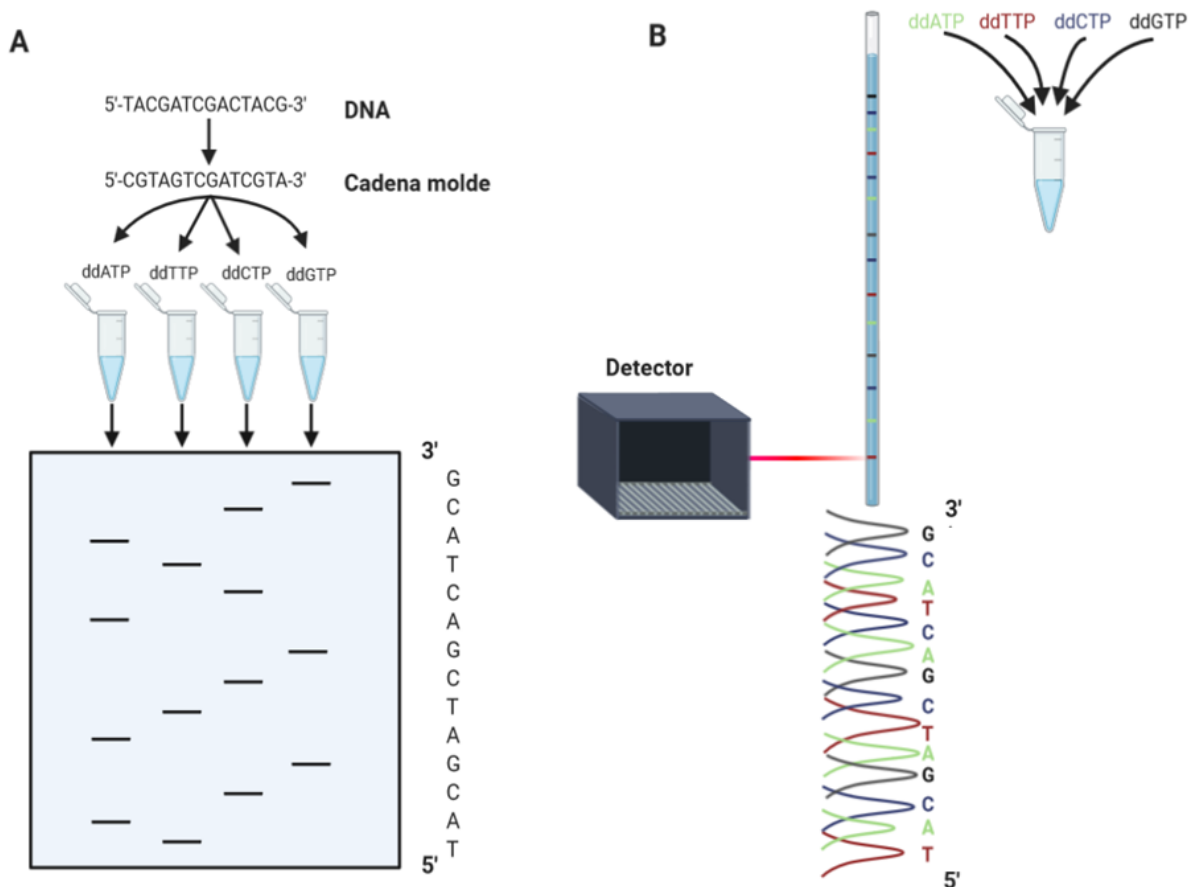 A
5'-TACGATCGACTACG-3'
DNA
5'-CGTAGTCGATCGTA-3'
Cadena molde
ddATP ddTTP ddCTP ddGTP
3'
G
C
A
T
C
A
G
C
T
A
G
C
A
T
5'
B
ddATP ddTTP ddCTP ddGTP
Detector
3'
G
C
A
T
C
A
G
C
T
A
G
C
A
T
5'